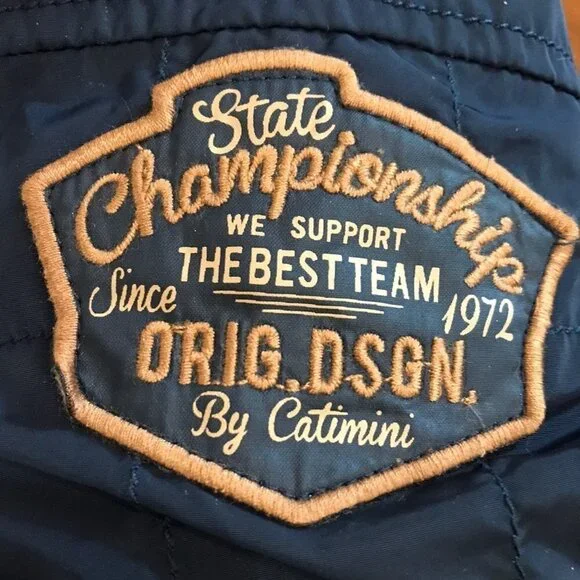 State
Championship
WE SUPPORT
THE BEST TEAM
Since 1972
ORIG. DSGN.
By Catimini